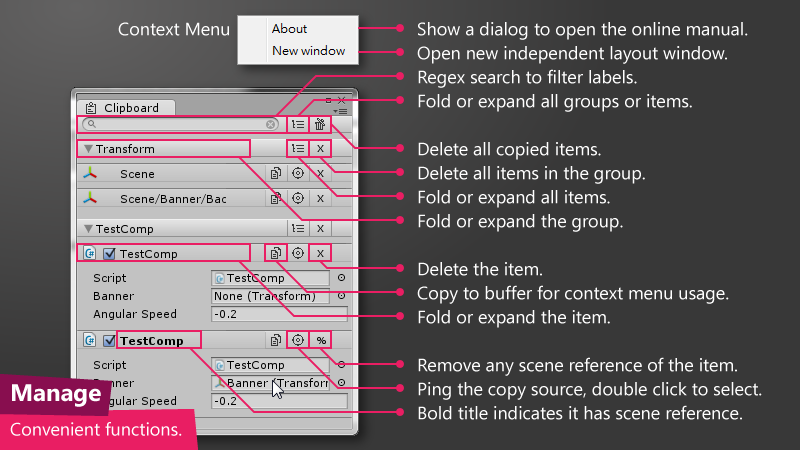 Context Menu
About
New window
Show a dialog to open the online manual.
Open new independent layout window.
Regex search to filter labels.
Fold or expand all groups or items.
Delete all copied items.
Delete all items in the group.
Fold or expand all items.
Fold or expand the group.
Delete the item.
Copy to buffer for context menu usage.
Fold or expand the item.
Remove any scene reference of the item.
Ping the copy source, double click to select.
Bold title indicates it has scene reference.
Clipboard
Transform
X
Scene
X
Scene/Banner/Bac
X
TestComp
X
C# TestComp
X
Script
TestComp
Banner
None (Transform)
Angular Speed
-0.2
C# TestComp
%
Script
TestComp
Banner (Transform
Angular Speed
-0.2
Manage
Convenient functions.